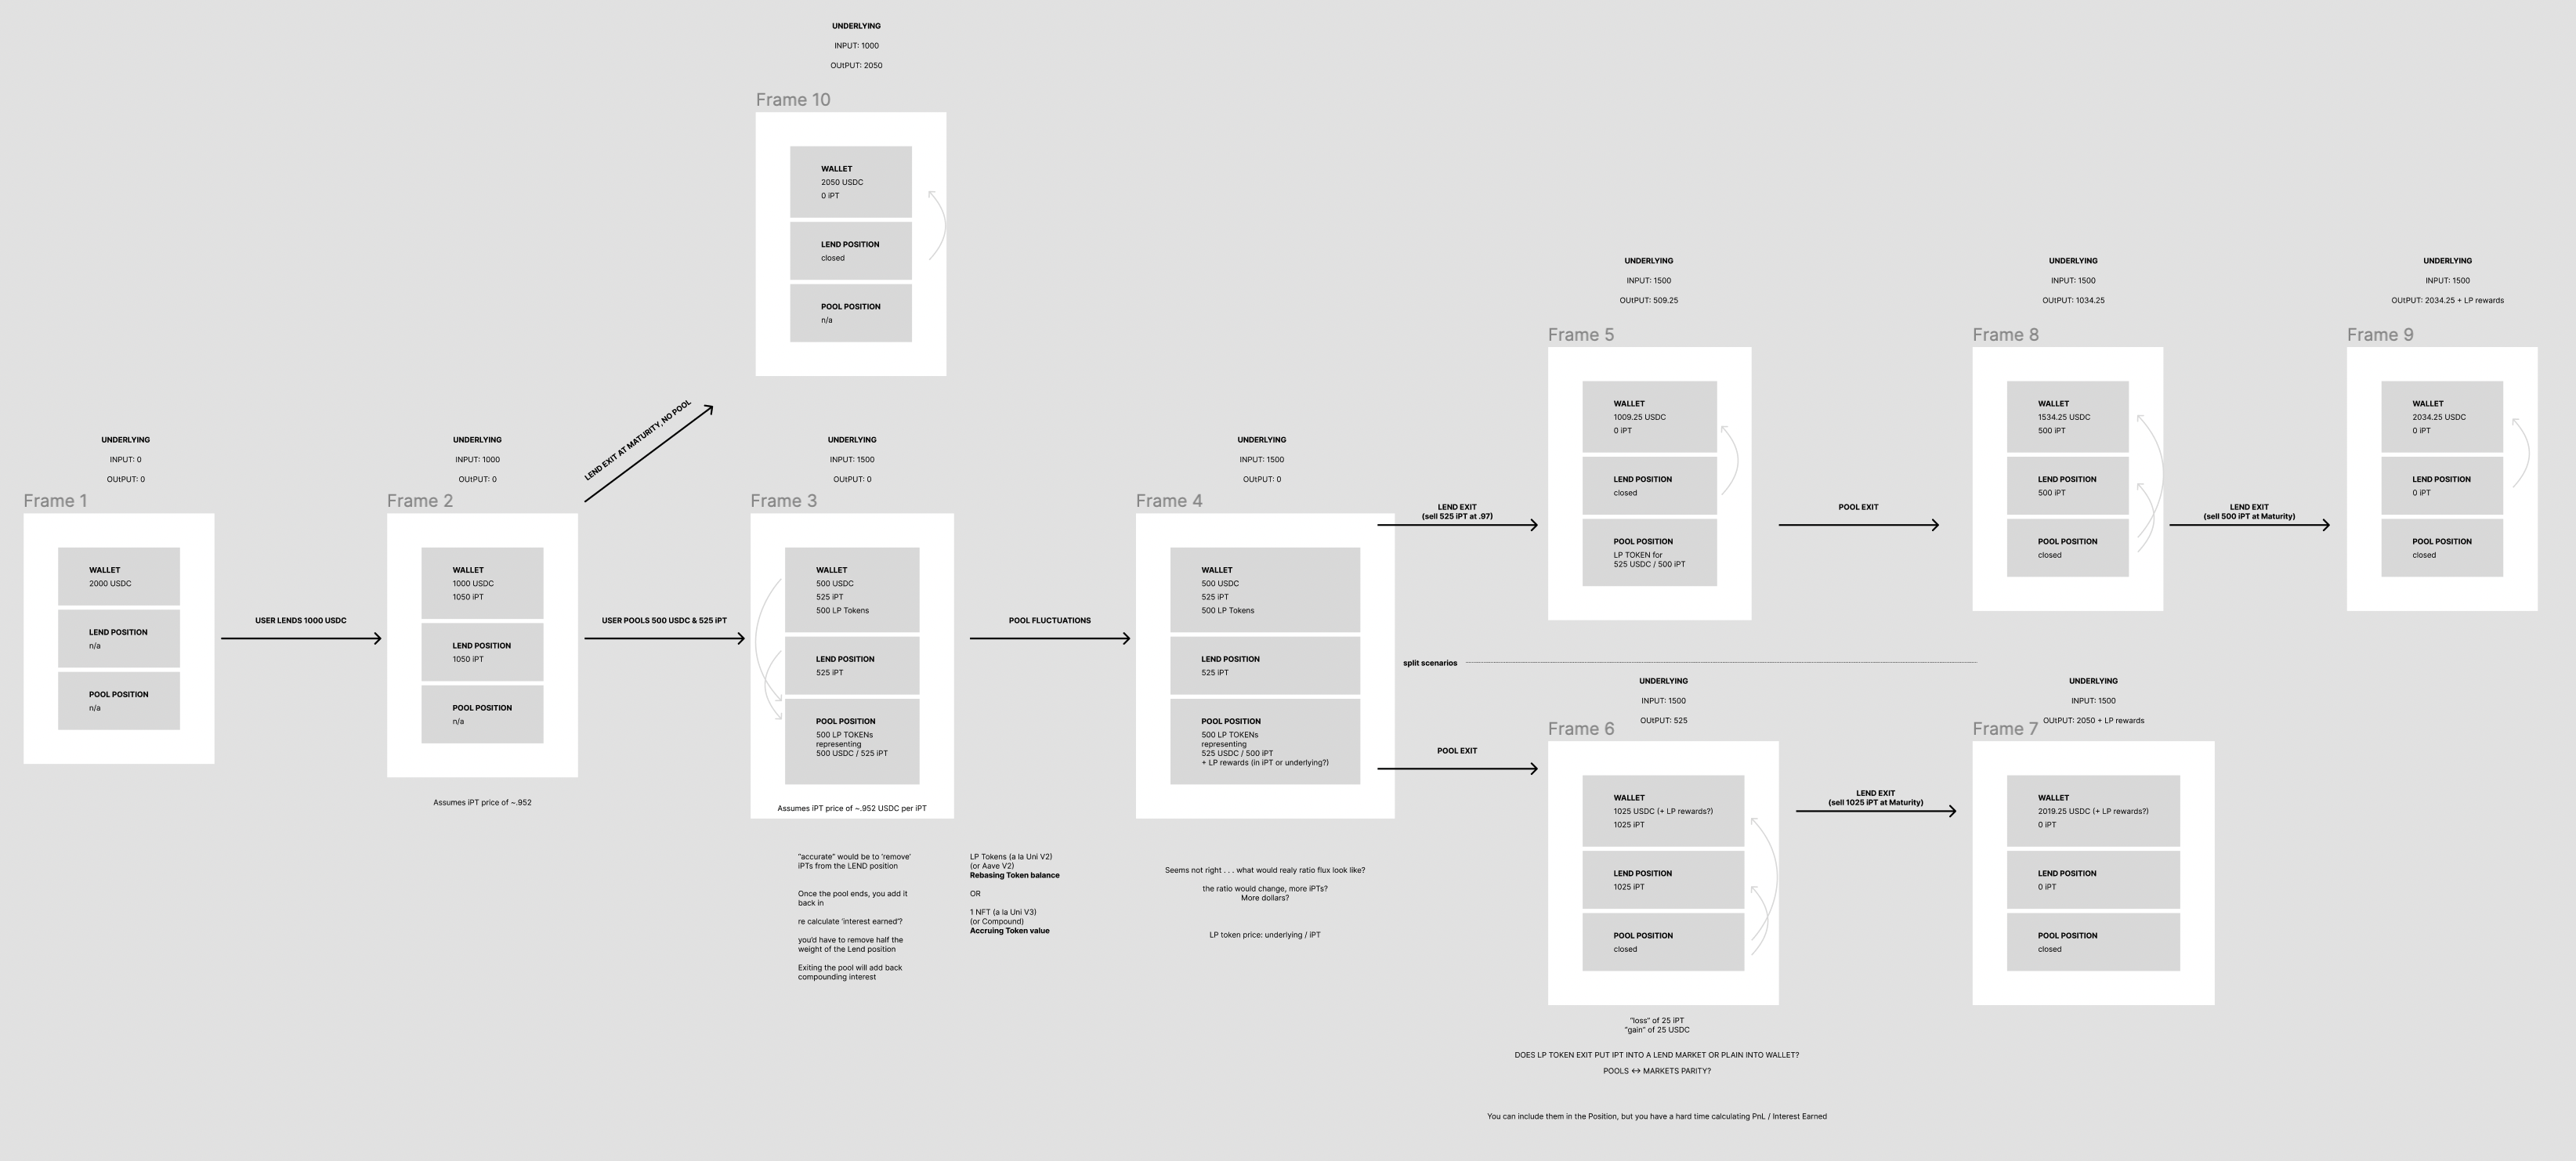 UNDERLYING
INPUT: 1000
OUtPUT: 2050
Frame 10
WALLET
2050 USDC
0 iPT
LEND POSITION
closed
POOL POSITION
n/a
LEND EXIT AT MATURITY, NO POOL
UNDERLYING
INPUT: 0
OUtPUT: 0
Frame 1
WALLET
2000 USDC
LEND POSITION
n/a
POOL POSITION
n/a
USER LENDS 1000 USDC
UNDERLYING
INPUT: 1000
OUtPUT: 0
Frame 2
WALLET
1000 USDC
1050 iPT
LEND POSITION
1050 iPT
POOL POSITION
n/a
Assumes iPT price of ~.952
USER POOLS 500 USDC & 525 iPT
UNDERLYING
INPUT: 1500
OUtPUT: 0
Frame 3
WALLET
500 USDC
525 iPT
500 LP Tokens
LEND POSITION
525 iPT
POOL POSITION
500 LP TOKENs
representing
500 USDC / 525 iPT
Assumes iPT price of ~.952 USDC per iPT
"accurate" would be to 'remove'
iPTs from the LEND position
Once the pool ends, you add it
back in
re calculate 'interest earned'?
you'd have to remove half the
weight of the Lend position
Exiting the pool will add back
compounding interest
LP Tokens (a la Uni V2)
(or Aave V2)
Rebasing Token balance
OR
1 NFT (a la Uni V3)
(or Compound)
Accruing Token value
POOL FLUCTUATIONS
UNDERLYING
INPUT: 1500
OUtPUT: 0
Frame 4
WALLET
500 USDC
525 iPT
500 LP Tokens
LEND POSITION
525 iPT
POOL POSITION
500 LP TOKENs
representing
525 USDC / 500 iPT
+ LP rewards (in iPT or underlying?)
Seems not right . . . what would realy ratio flux look like?
the ratio would change, more iPTs?
More dollars?
LP token price: underlying / iPT
LEND EXIT
(sell 525 iPT at .97)
UNDERLYING
INPUT: 1500
OUtPUT: 509.25
Frame 5
WALLET
1009.25 USDC
0 iPT
LEND POSITION
closed
POOL POSITION
LP TOKEN for
525 USDC / 500 iPT
POOL EXIT
UNDERLYING
INPUT: 1500
OUtPUT: 1034.25
Frame 8
WALLET
1534.25 USDC
500 iPT
LEND POSITION
500 iPT
POOL POSITION
closed
LEND EXIT
(sell 500 iPT at Maturity)
UNDERLYING
INPUT: 1500
OUtPUT: 2034.25 + LP rewards
Frame 9
WALLET
2034.25 USDC
0 iPT
LEND POSITION
0 iPT
POOL POSITION
closed
split scenarios
POOL EXIT
UNDERLYING
INPUT: 1500
OUtPUT: 525
Frame 6
WALLET
1025 USDC (+ LP rewards?)
1025 iPT
LEND POSITION
1025 iPT
POOL POSITION
closed
"loss" of 25 iPT
"gain" of 25 USDC
DOES LP TOKEN EXIT PUT IPT INTO A LEND MARKET OR PLAIN INTO WALLET?
POOLS <-> MARKETS PARITY?
You can include them in the Position, but you have a hard time calculating PnL / Interest Earned
LEND EXIT
(sell 1025 iPT at Maturity)
UNDERLYING
INPUT: 1500
OUtPUT: 2050 + LP rewards
Frame 7
WALLET
2019.25 USDC (+ LP rewards?)
0 iPT
LEND POSITION
0 iPT
POOL POSITION
closed